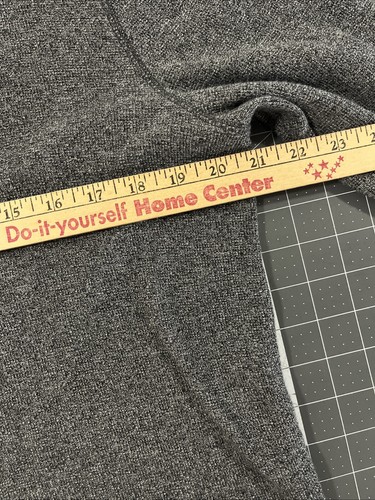 15 16 17 18 19 20 21 22 23
Do-it-yourself Home Center